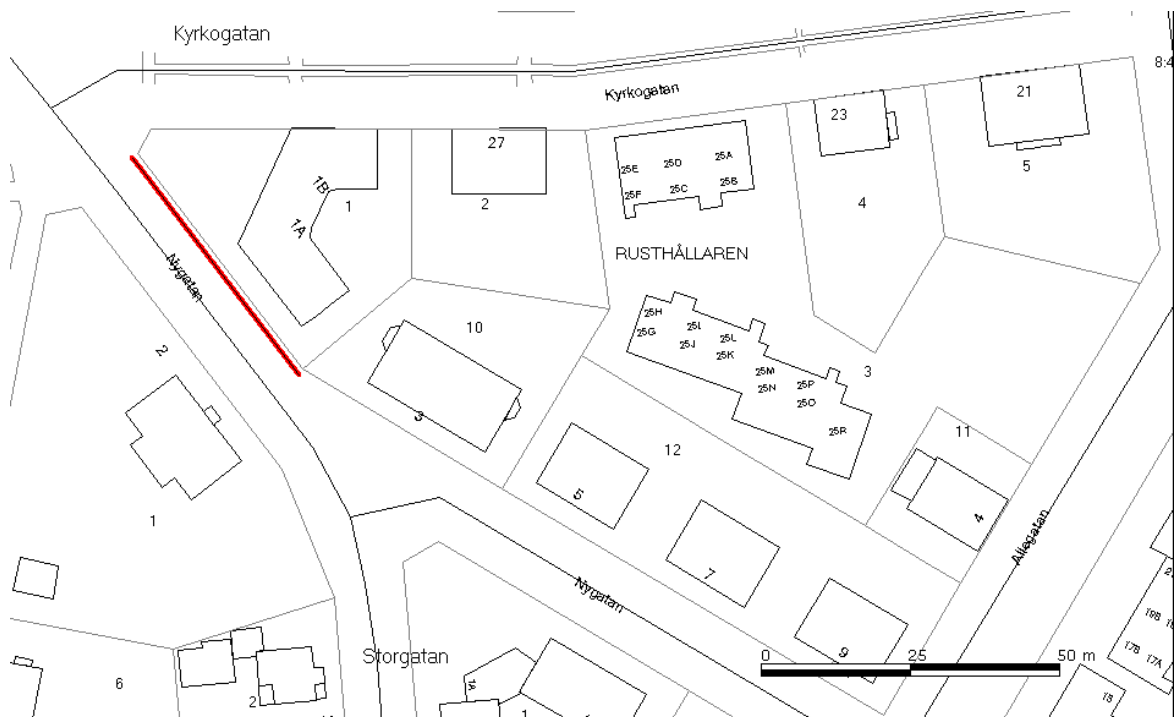 Kyrkogatan
8:4
Kyrkogatan
21
23
27
25E
25D
25A
25F
25C
25B
5
1B
1
2
4
1A
RUSTHÅLLAREN
Nygatan
10
25H
25G
25I
25J
25L
25K
25M
25N
25P
25O
25R
3
2
3
11
12
5
4
1
7
Allégatan
Nygatan
19B
17B
17A
9
0
25
50 m
Storgatan
6
2
1A
1